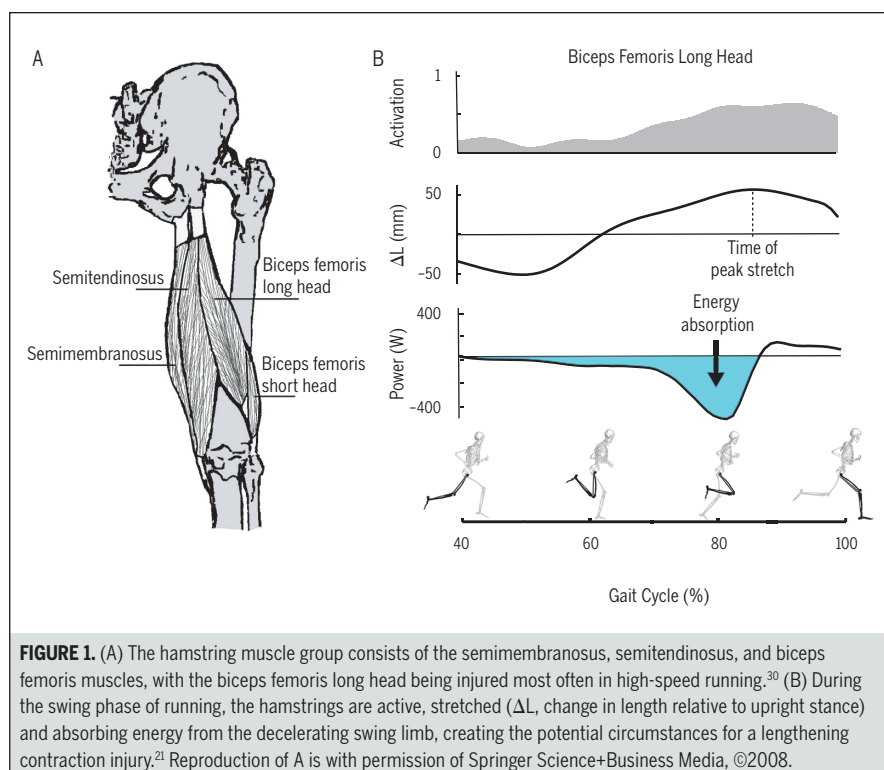 A
Semitendinosus
Semimembranosus
Biceps femoris
long head
Biceps femoris
short head
B
Biceps Femoris Long Head
Activation
1
0
ΔL (mm)
50
–50
Time of
peak stretch
Power (W)
400
–400
Energy
absorption
40
60
80
100
Gait Cycle (%)
FIGURE 1. (A) The hamstring muscle group consists of the semimembranosus, semitendinosus, and biceps
femoris muscles, with the biceps femoris long head being injured most often in high-speed running.³⁰ (B) During
the swing phase of running, the hamstrings are active, stretched (ΔL, change in length relative to upright stance)
and absorbing energy from the decelerating swing limb, creating the potential circumstances for a lengthening
contraction injury.²¹ Reproduction of A is with permission of Springer Science+Business Media, ©2008.